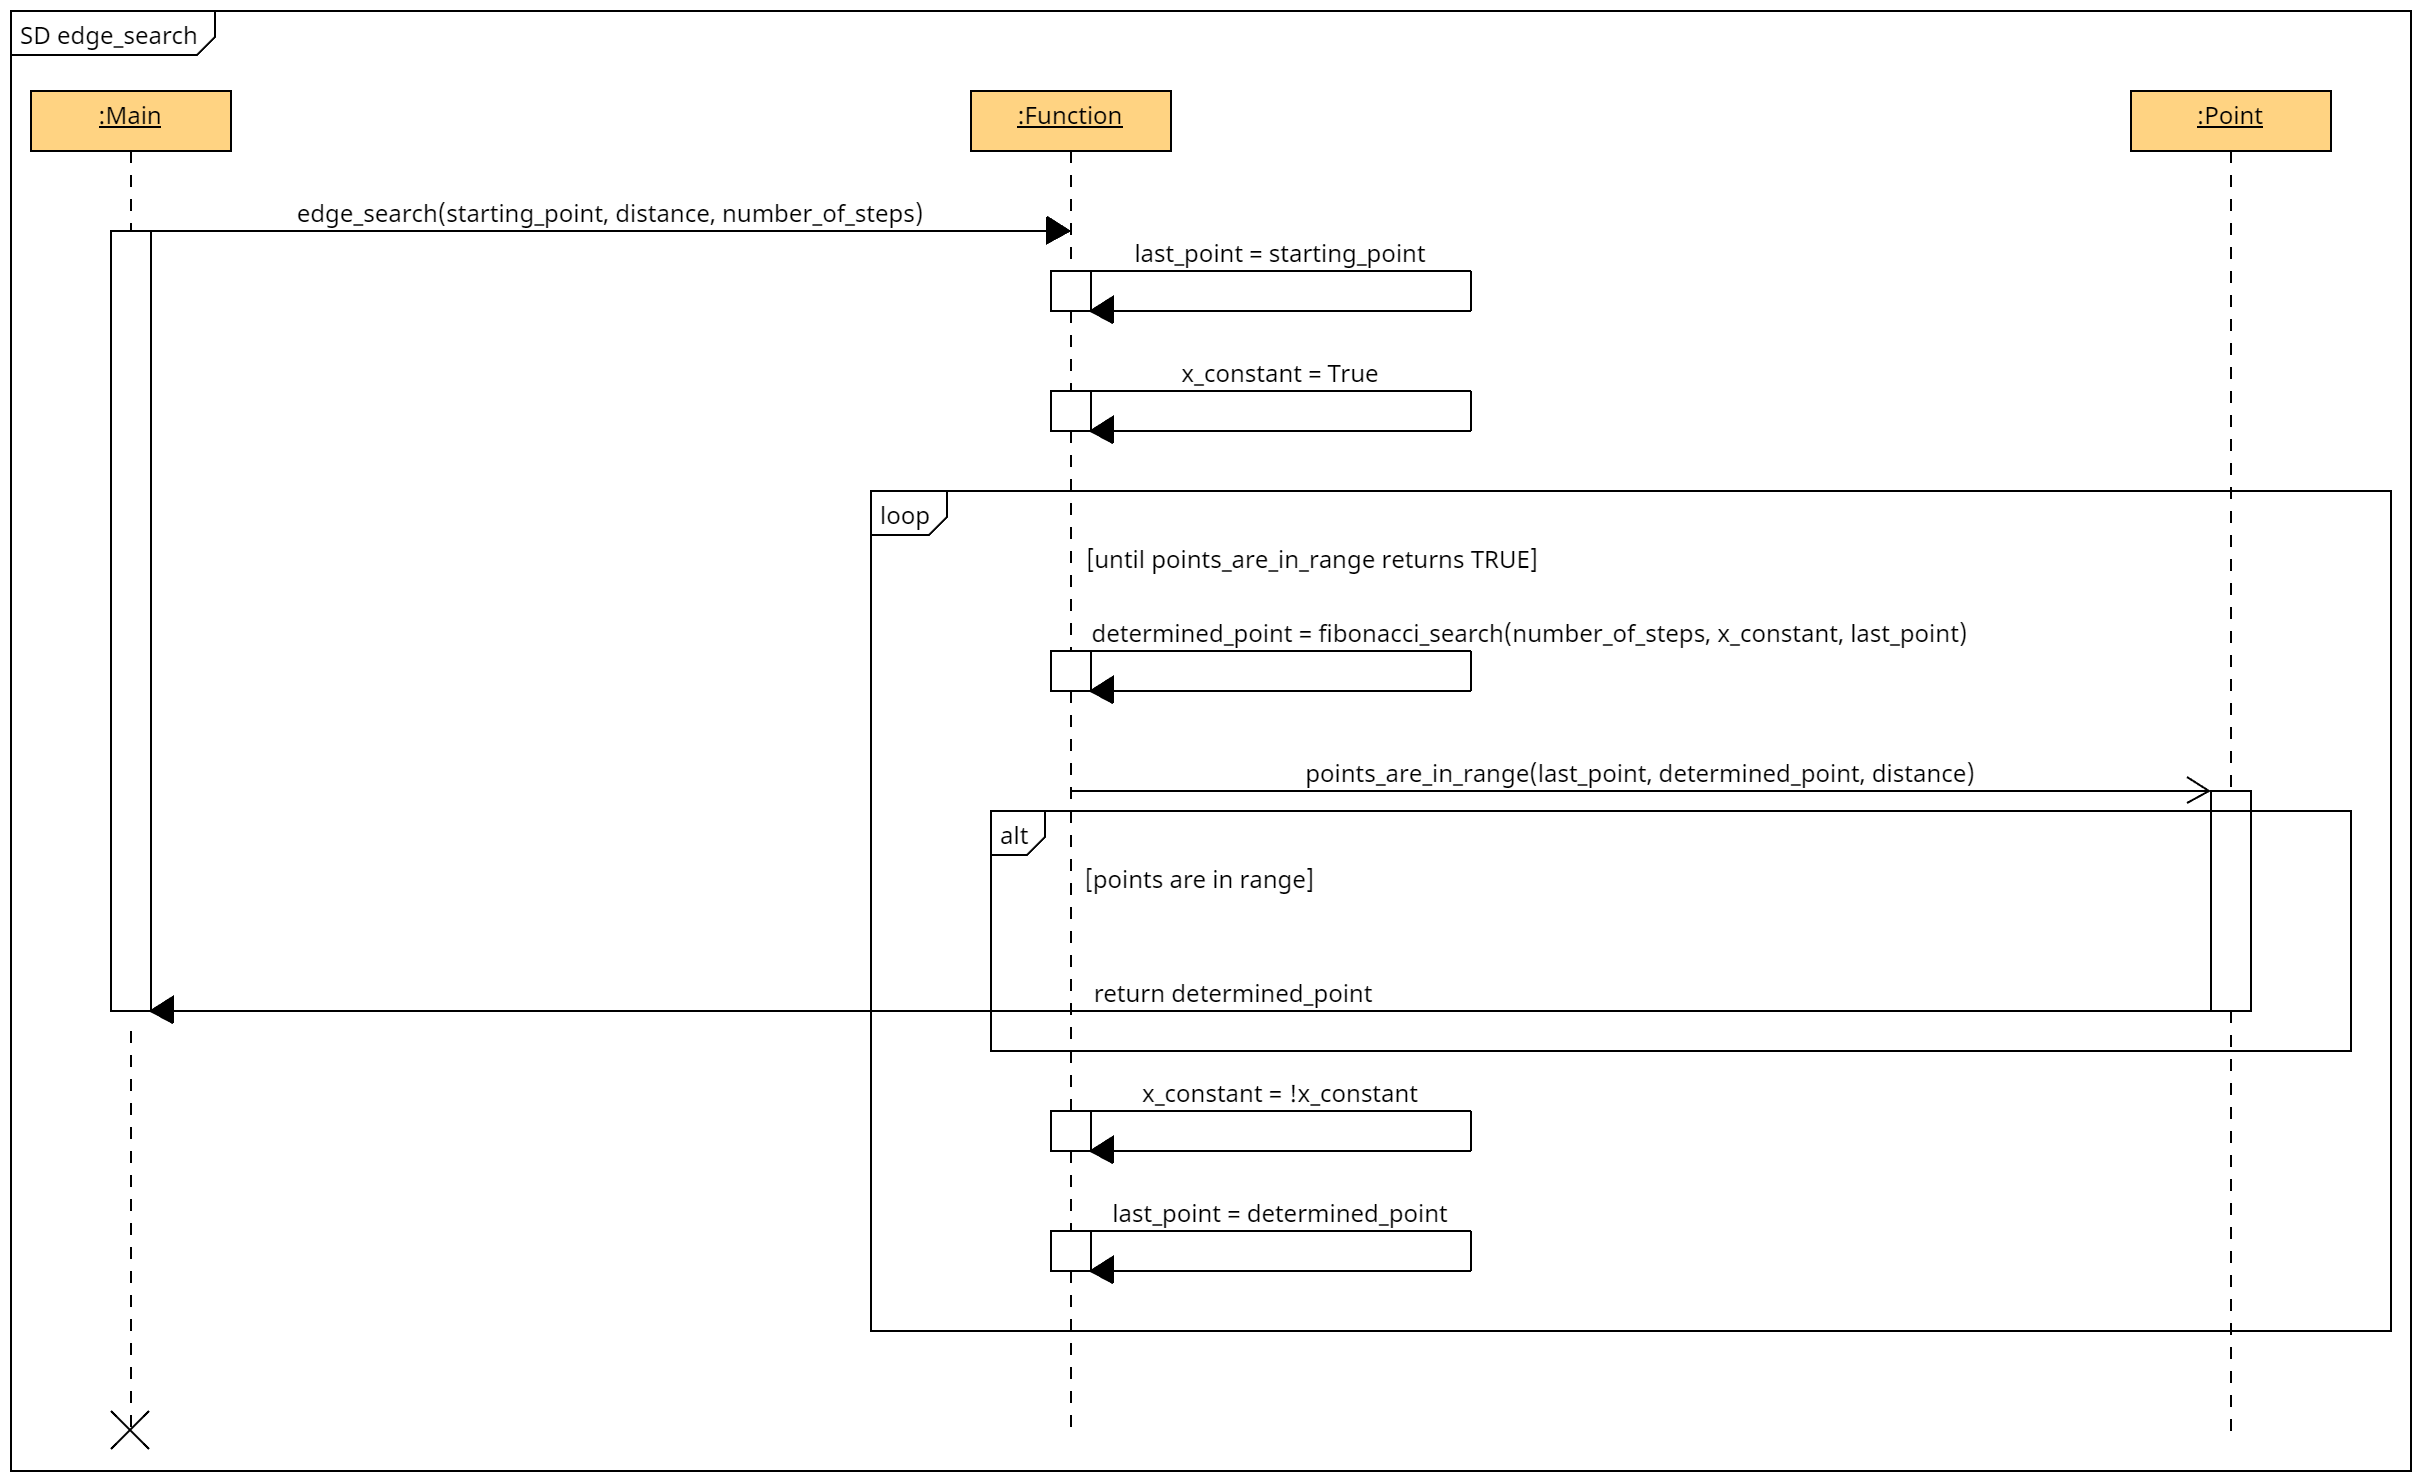 SD edge_search
:Main
:Function
:Point
edge_search(starting_point, distance, number_of_steps)
last_point = starting_point
x_constant = True
loop
[until points_are_in_range returns TRUE]
determined_point = fibonacci_search(number_of_steps, x_constant, last_point)
points_are_in_range(last_point, determined_point, distance)
alt
[points are in range]
return determined_point
x_constant = !x_constant
last_point = determined_point